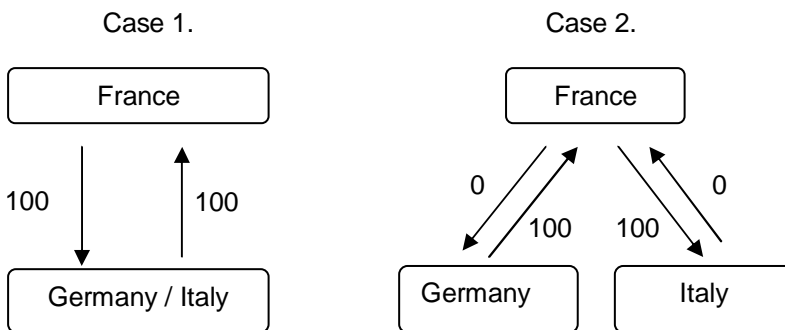 Case 1.
Case 2.
France
France
100
100
0
0
100
100
Germany / Italy
Germany
Italy